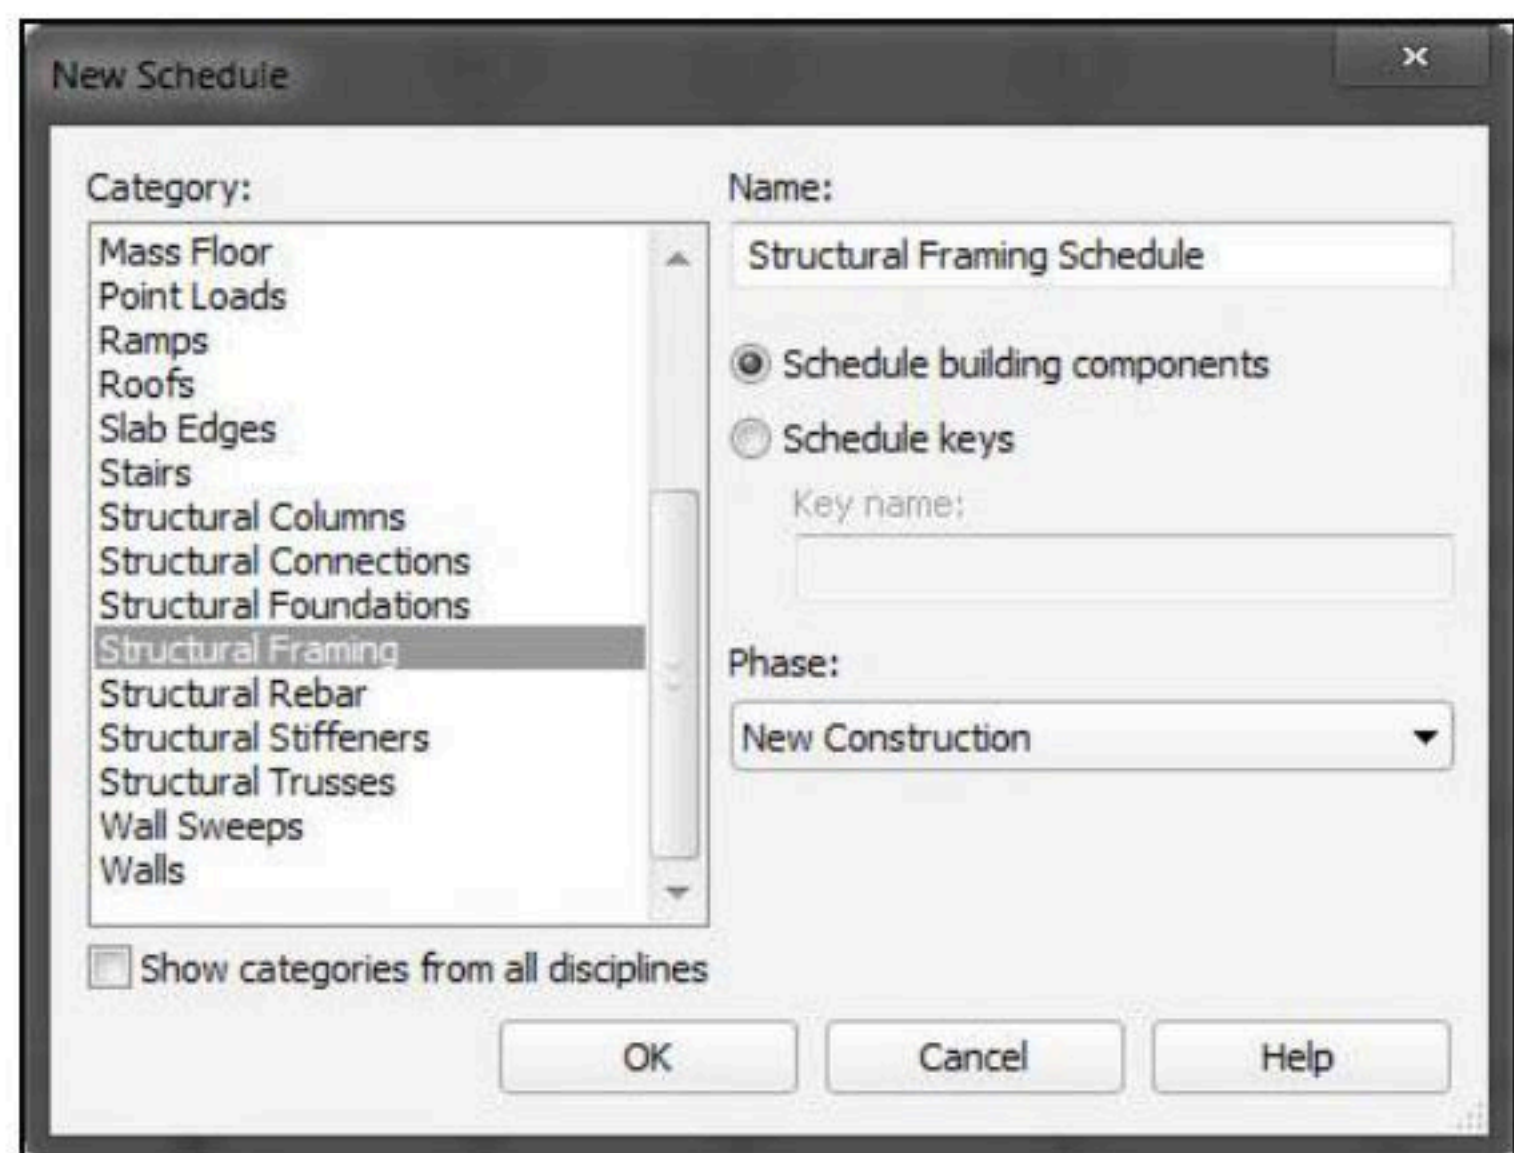 New Schedule
Category:
Mass Floor
Point Loads
Ramps
Roofs
Slab Edges
Stairs
Structural Columns
Structural Connections
Structural Foundations
Structural Framing
Structural Rebar
Structural Stiffeners
Structural Trusses
Wall Sweeps
Walls
Show categories from all disciplines
Name:
Structural Framing Schedule
Schedule building components
Schedule keys
Key name:
Phase:
New Construction
OK
Cancel
Help